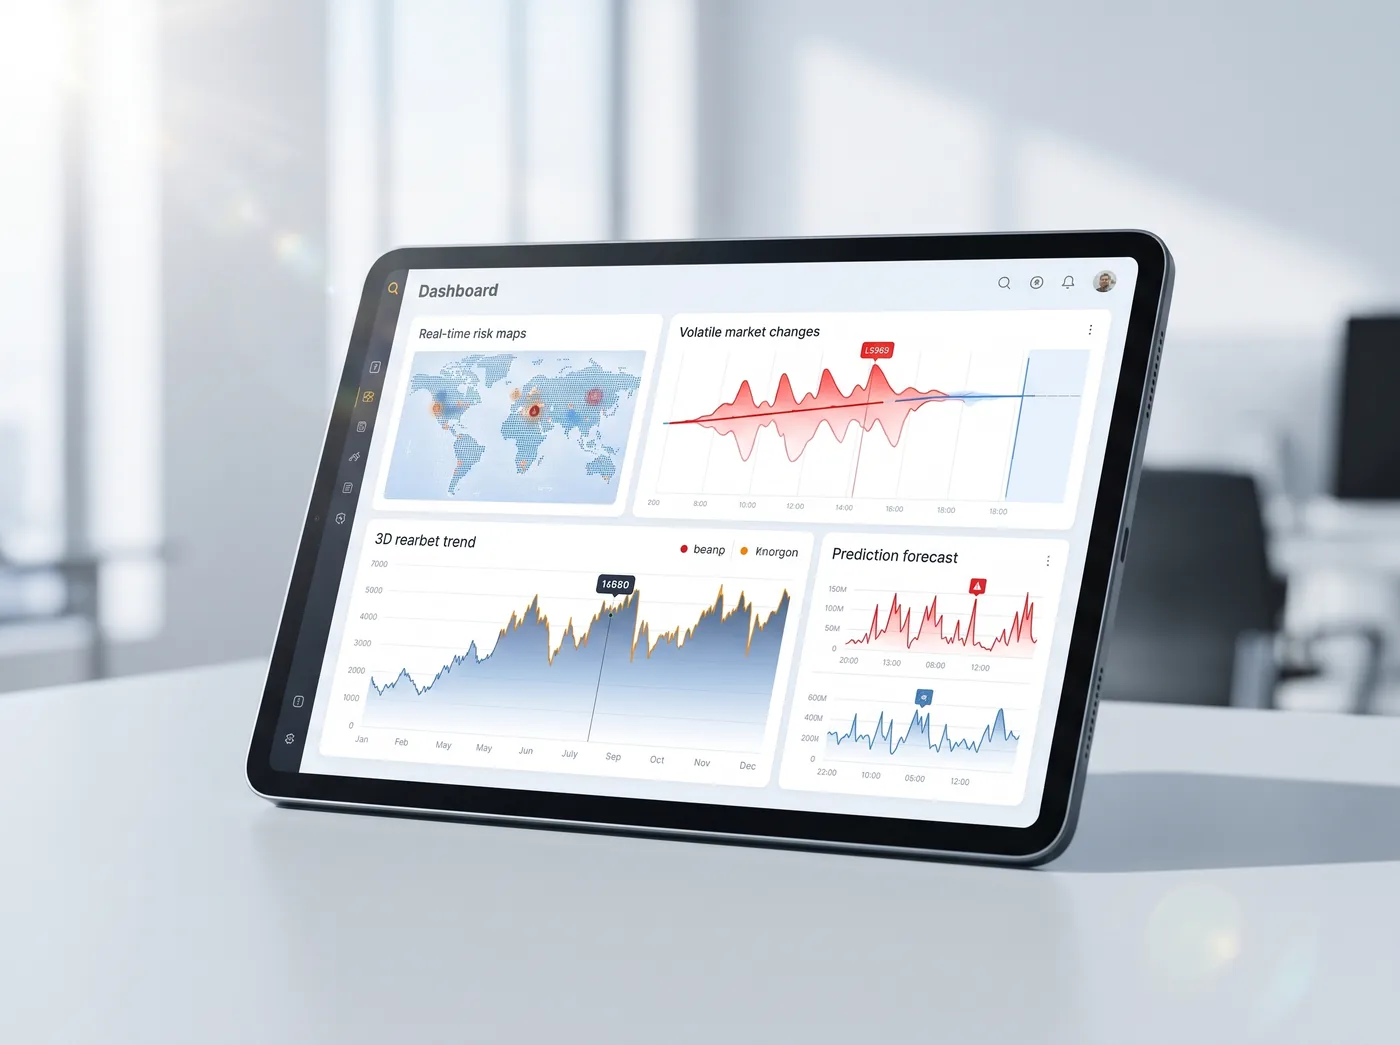 Dashboard
Real-time risk maps
Volatile market changes
LS969
200 8:00 10:00 12:00 14:00 16:00 18:00 18:00
3D rearbet trend
beanp
Knorgon
7000
5000
4000
3000
2000
1000
0
14680
Jan Feb May May Jun July Sep Oct Nov Dec
Prediction forecast
150M
100M
50M
0
20:00 13:00 08:00 12:00
600M
400M
200M
0
22:00 10:00 05:00 12:00